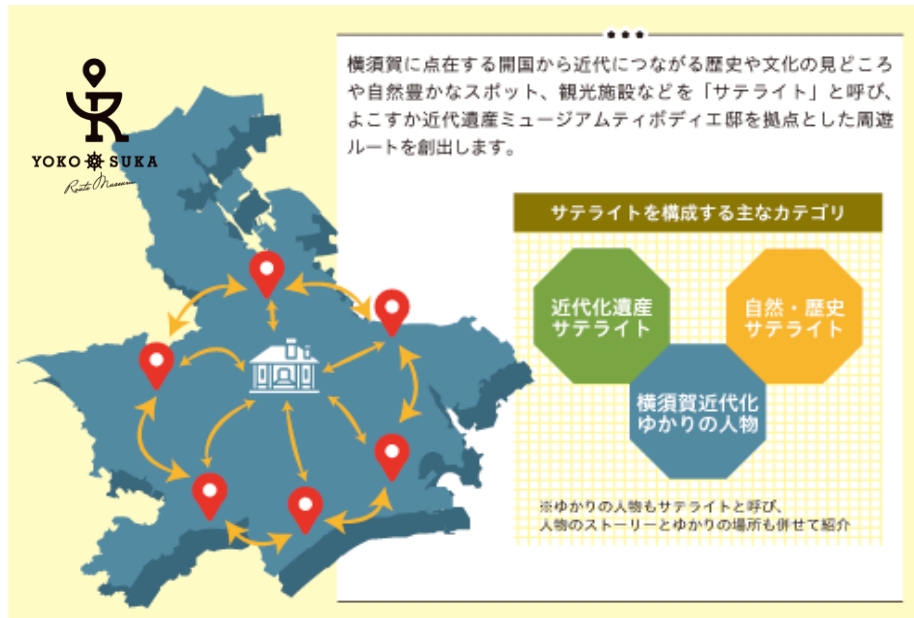 YOKOSUKA
Route Museum
横須賀に点在する開国から近代につながる歴史や文化の見どころ
や自然豊かなスポット、観光施設などを「サテライト」と呼び、
よこすか近代遺産ミュージアムティボディエ邸を拠点とした周遊
ルートを創出します。
サテライトを構成する主なカテゴリ
近代化遺産
サテライト
自然・歴史
サテライト
横須賀近代化
ゆかりの人物
※ゆかりの人物もサテライトと呼び、
人物のストーリーとゆかりの場所も併せて紹介